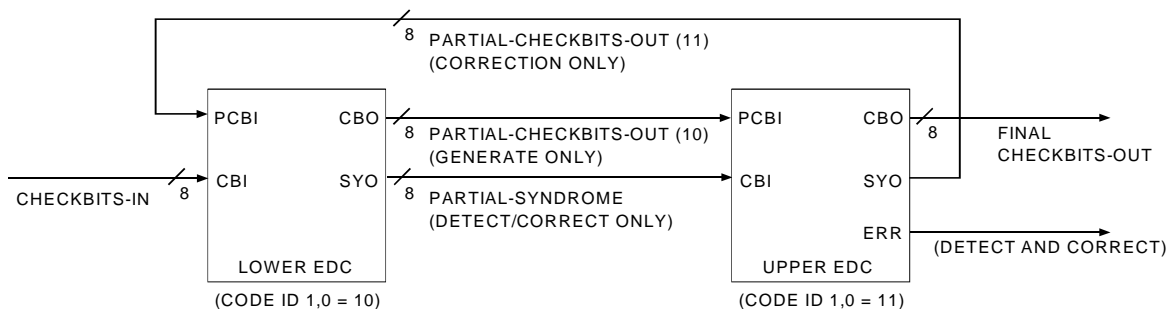 8 PARTIAL-CHECKBITS-OUT (11)
(CORRECTION ONLY)
PCBI CBO
8 PARTIAL-CHECKBITS-OUT (10)
(GENERATE ONLY)
PCBI CBO
8 FINAL
CHECKBITS-OUT
CHECKBITS-IN 8
CBI SYO
8 PARTIAL-SYNDROME
(DETECT/CORRECT ONLY)
CBI SYO
ERR
(DETECT AND CORRECT)
LOWER EDC
UPPER EDC
(CODE ID 1,0 = 10)
(CODE ID 1,0 = 11)